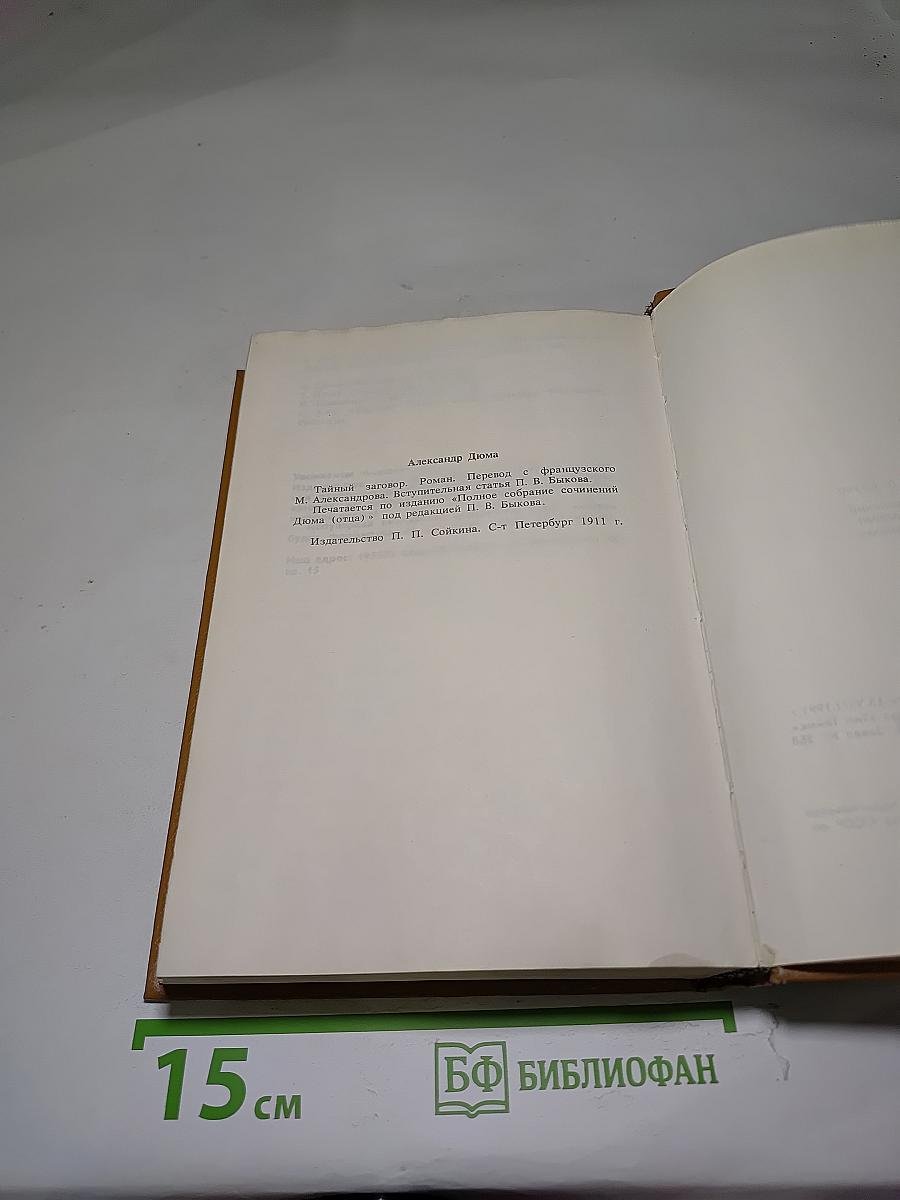 Александр Дюма
Тайный заговор. Роман. Перевод с французского
М. Александрова. Вступительная статья П. В. Быкова.
Печатается по изданию «Полное собрание сочинений
Дюма (отца)» под редакцией П. В. Быкова.
Издательство П. П. Сойкина. С-т Петербург 1911 г.
15 см
БФ БИБЛИОФАН